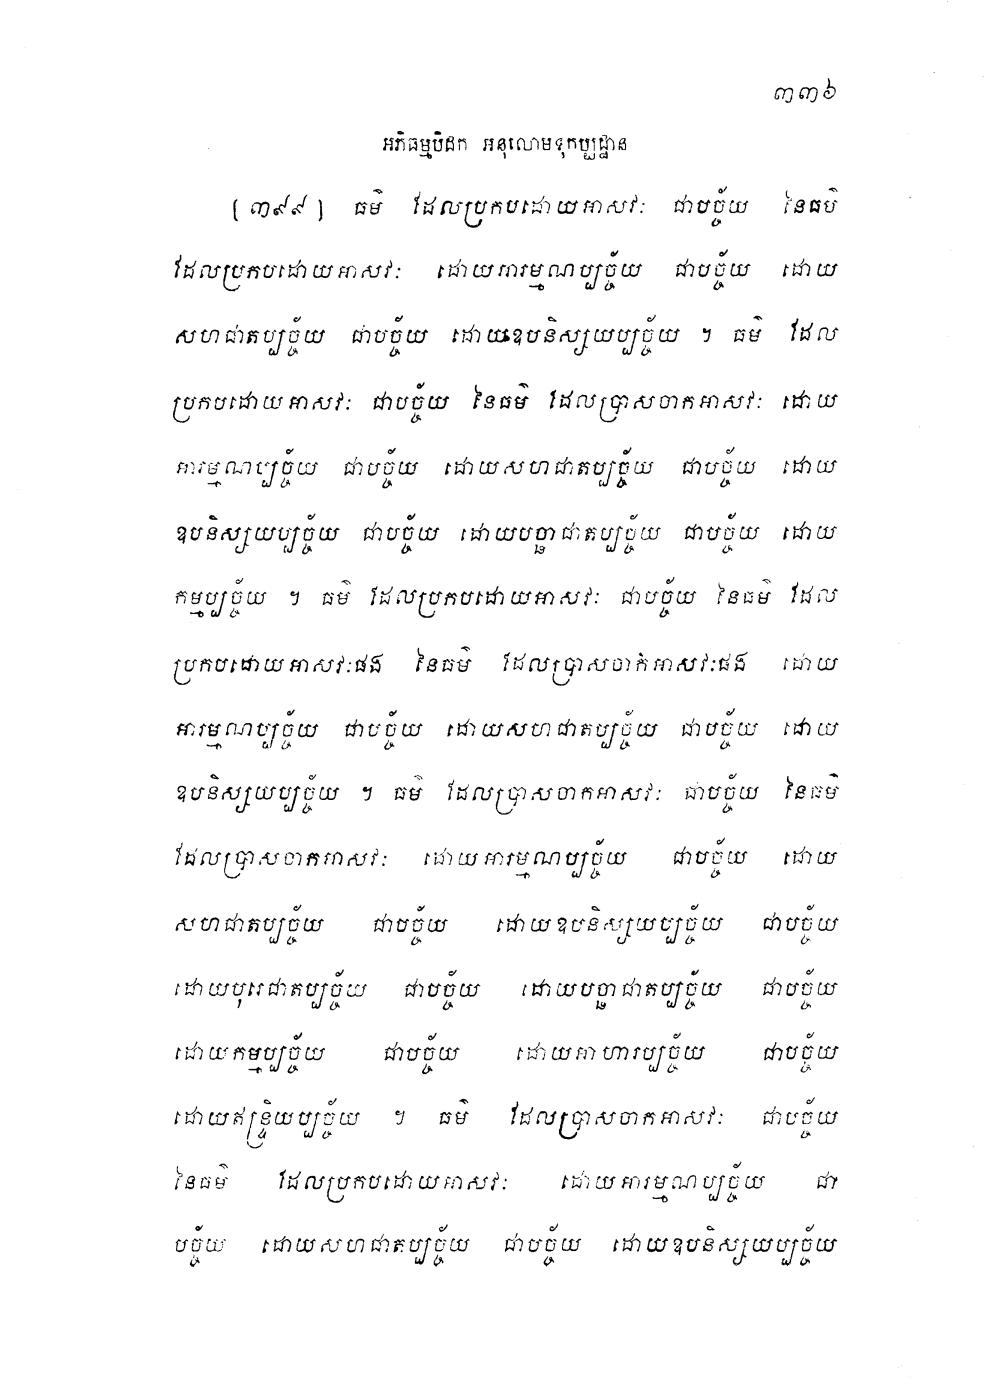 ៣៣៦
អភិធម្មបិដក អនុលោមទុកប្បដ្ឋាន
[ ៣៩៩ ] ធម៌ ដែលប្រកបដោយអាសវៈ ជាបច្ច័យ នៃធម៌
ដែលប្រកបដោយអាសវៈ ដោយអារម្មណប្បច្ច័យ ជាបច្ច័យ ដោយ
សហជាតប្បច្ច័យ ជាបច្ច័យ ដោយឧបនិស្សយប្បច្ច័យ ។ ធម៌ ដែល
ប្រកបដោយអាសវៈ ជាបច្ច័យ នៃធម៌ ដែលប្រាសចាកអាសវៈ ដោយ
អារម្មណប្បច្ច័យ ជាបច្ច័យ ដោយសហជាតប្បច្ច័យ ជាបច្ច័យ ដោយ
ឧបនិស្សយប្បច្ច័យ ជាបច្ច័យ ដោយបច្ឆាជាតប្បច្ច័យ ជាបច្ច័យ ដោយ
កម្មប្បច្ច័យ ។ ធម៌ ដែលប្រកបដោយអាសវៈ ជាបច្ច័យ នៃធម៌ ដែល
ប្រកបដោយអាសវៈផង នៃធម៌ ដែលប្រាសចាកអាសវៈផង ដោយ
អារម្មណប្បច្ច័យ ជាបច្ច័យ ដោយសហជាតប្បច្ច័យ ជាបច្ច័យ ដោយ
ឧបនិស្សយប្បច្ច័យ ។ ធម៌ ដែលប្រាសចាកអាសវៈ ជាបច្ច័យ នៃធម៌
ដែលប្រាសចាកអាសវៈ ដោយអារម្មណប្បច្ច័យ ជាបច្ច័យ ដោយ
សហជាតប្បច្ច័យ ជាបច្ច័យ ដោយឧបនិស្សយប្បច្ច័យ ជាបច្ច័យ
ដោយបុរេជាតប្បច្ច័យ ជាបច្ច័យ ដោយបច្ឆាជាតប្បច្ច័យ ជាបច្ច័យ
ដោយកម្មប្បច្ច័យ ជាបច្ច័យ ដោយអាហារប្បច្ច័យ ជាបច្ច័យ
ដោយឥន្ទ្រិយប្បច្ច័យ ។ ធម៌ ដែលប្រាសចាកអាសវៈ ជាបច្ច័យ
នៃធម៌ ដែលប្រកបដោយអាសវៈ ដោយអារម្មណប្បច្ច័យ ជា
បច្ច័យ ដោយសហជាតប្បច្ច័យ ជាបច្ច័យ ដោយឧបនិស្សយប្បច្ច័យ